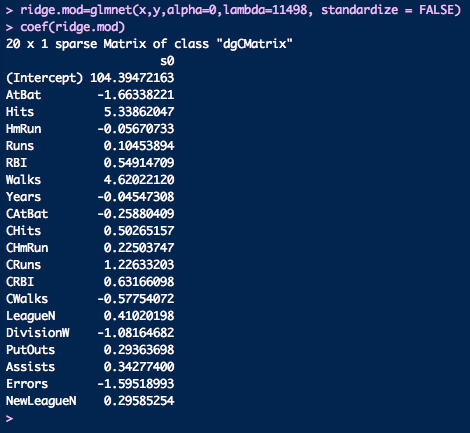 > ridge.mod=glmnet(x,y,alpha=0,lambda=11498, standardize = FALSE)
> coef(ridge.mod)
20 x 1 sparse Matrix of class "dgCMatrix"
s0
(Intercept) 104.39472163
AtBat -1.66338221
Hits 5.33862047
HmRun -0.05670733
Runs 0.10453894
RBI 0.54914709
Walks 4.62022120
Years -0.04547308
CAtBat -0.25880409
CHits 0.50265157
CHmRun 0.22503747
CRuns 1.22633203
CRBI 0.63166098
CWalks -0.57754072
LeagueN 0.41020198
DivisionW -1.08164682
PutOuts 0.29363698
Assists 0.34277400
Errors -1.59518993
NewLeagueN 0.29585254
>